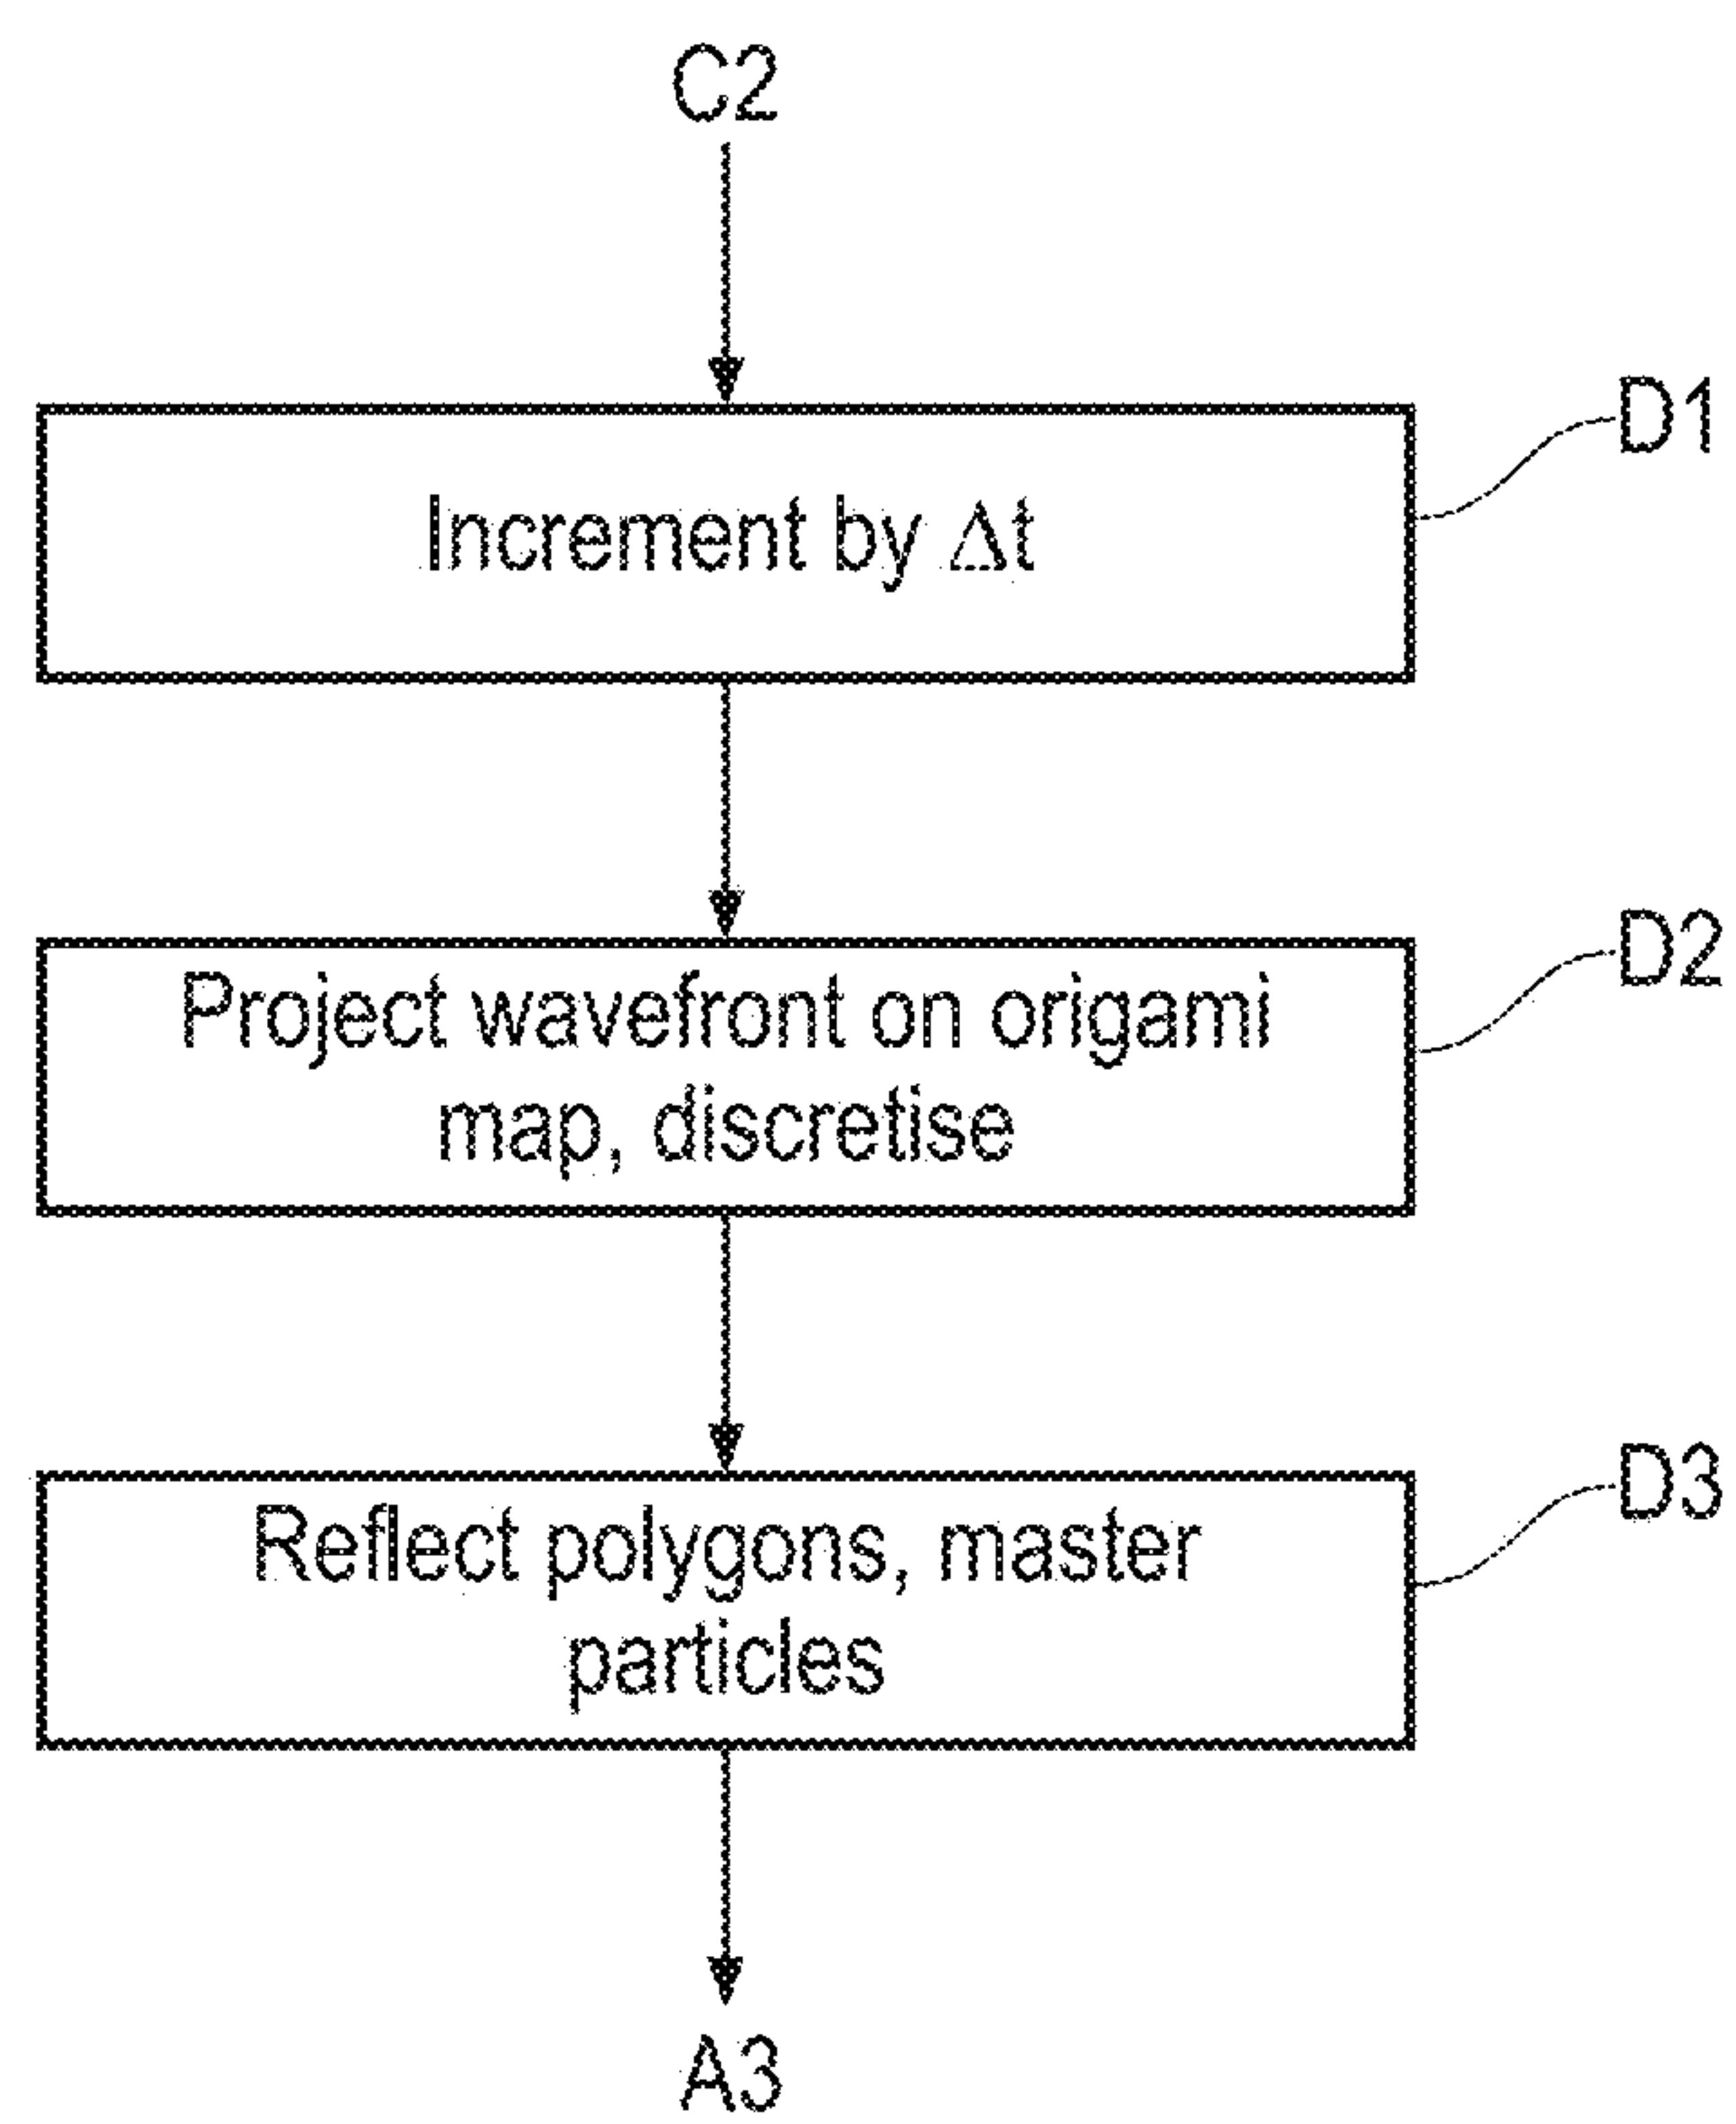 C2
D1
Increment by Δt
D2
Project wavefront on origami
map, discretise
D3
Reflect polygons, master
particles
A3